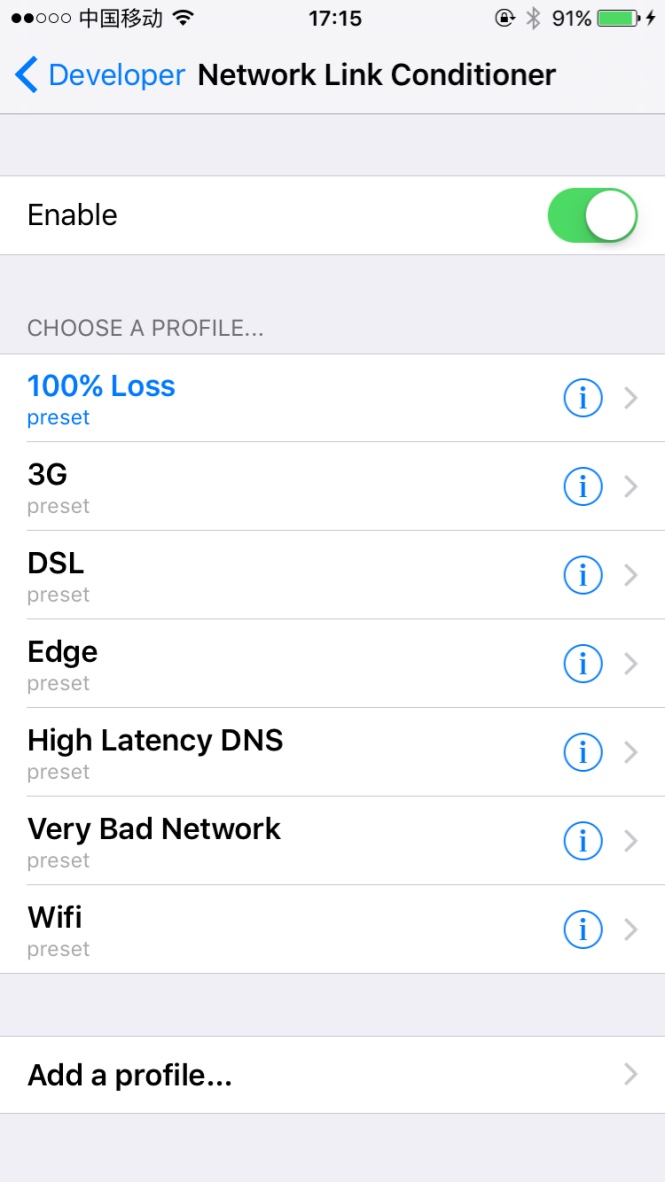 中国移动 17:15 91%
Developer Network Link Conditioner
Enable
CHOOSE A PROFILE...
100% Loss
preset
3G
preset
DSL
preset
Edge
preset
High Latency DNS
preset
Very Bad Network
preset
Wifi
preset
Add a profile...